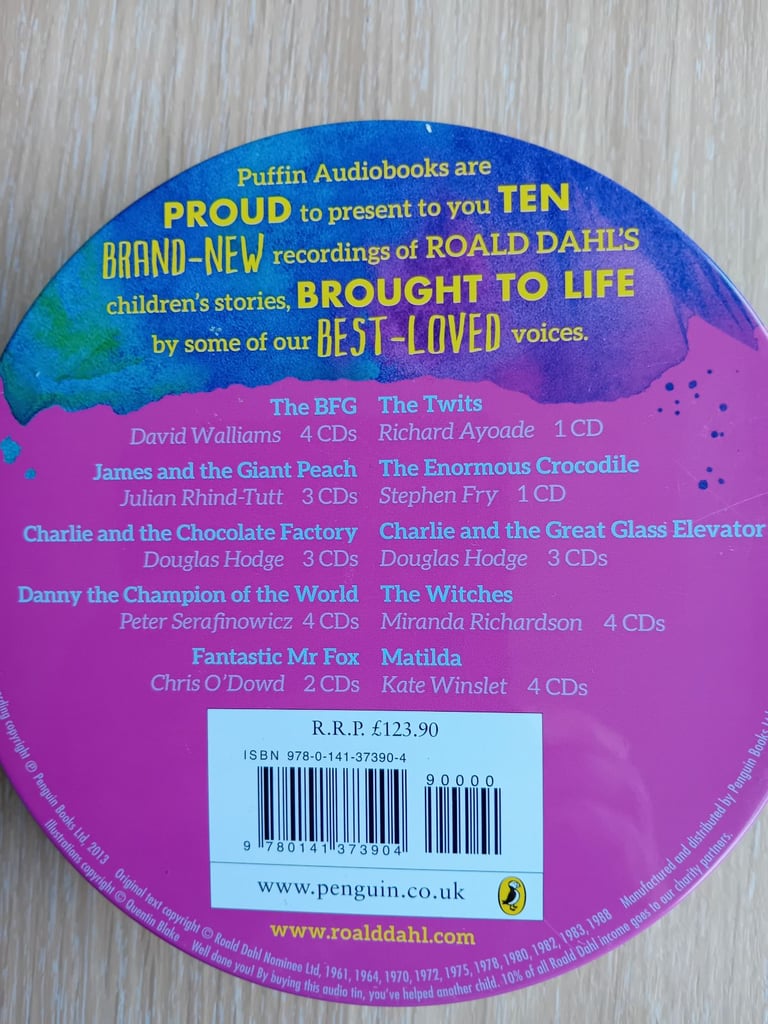 Puffin Audiobooks are
PROUD to present to you TEN
BRAND-NEW recordings of ROALD DAHL'S
children's stories, BROUGHT TO LIFE
by some of our BEST-LOVED voices.
The BFG
David Walliams 4 CDs
James and the Giant Peach
Julian Rhind-Tutt 3 CDs
Charlie and the Chocolate Factory
Douglas Hodge 3 CDs
Danny the Champion of the World
Peter Serafinowicz 4 CDs
Fantastic Mr Fox
Chris O'Dowd 2 CDs
The Twits
Richard Ayoade 1 CD
The Enormous Crocodile
Stephen Fry 1 CD
Charlie and the Great Glass Elevator
Douglas Hodge 3 CDs
The Witches
Miranda Richardson 4 CDs
Matilda
Kate Winslet 4 CDs
R.R.P. £123.90
ISBN 978-0-141-37390-4
90000
9 780141 373904
www.penguin.co.uk
www.roalddahl.com
copyright ℗ Penguin Books Ltd, 2013 Original text copyright © Roald Dahl Nominee Ltd, 1961, 1964, 1970, 1972, 1975, 1978, 1980, 1982, 1983, 1988 Manufactured and distributed by Penguin Books Ltd
Illustrations copyright © Quentin Blake Well done you! By buying this audio tin, you've helped another child. 10% of all Roald Dahl income goes to our charity partners.